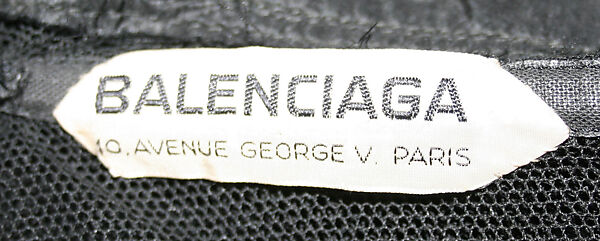 BALENCIAGA
10. AVENUE GEORGE V. PARIS